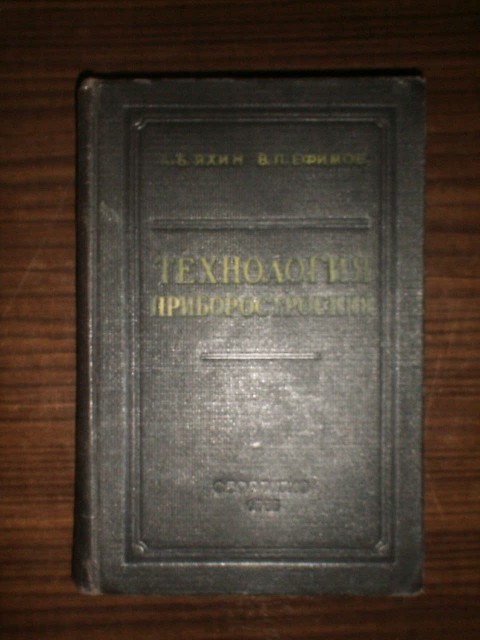 А.Б. ЯХИН В.П. ЕФИМОВ
ТЕХНОЛОГИЯ
ПРИБОРОСТРОЕНИЯ
ОБОРОНГИЗ